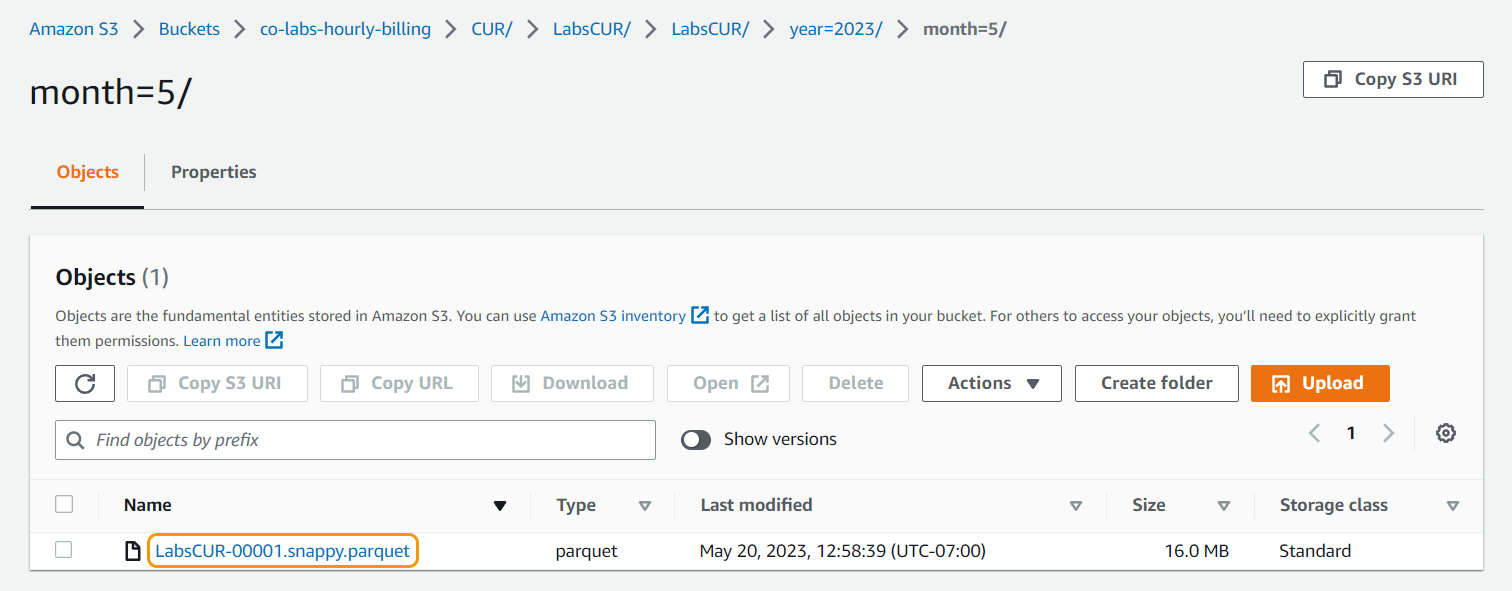 Amazon S3 > Buckets > co-labs-hourly-billing > CUR/ > LabsCUR/ > LabsCUR/ > year=2023/ > month=5/
month=5/
Copy S3 URI
Objects Properties
Objects (1)
Objects are the fundamental entities stored in Amazon S3. You can use Amazon S3 inventory to get a list of all objects in your bucket. For others to access your objects, you'll need to explicitly grant
them permissions. Learn more
Copy S3 URI Copy URL Download Open Delete Actions Create folder Upload
Find objects by prefix Show versions 1
Name Type Last modified Size Storage class
LabsCUR-00001.snappy.parquet parquet May 20, 2023, 12:58:39 (UTC-07:00) 16.0 MB Standard